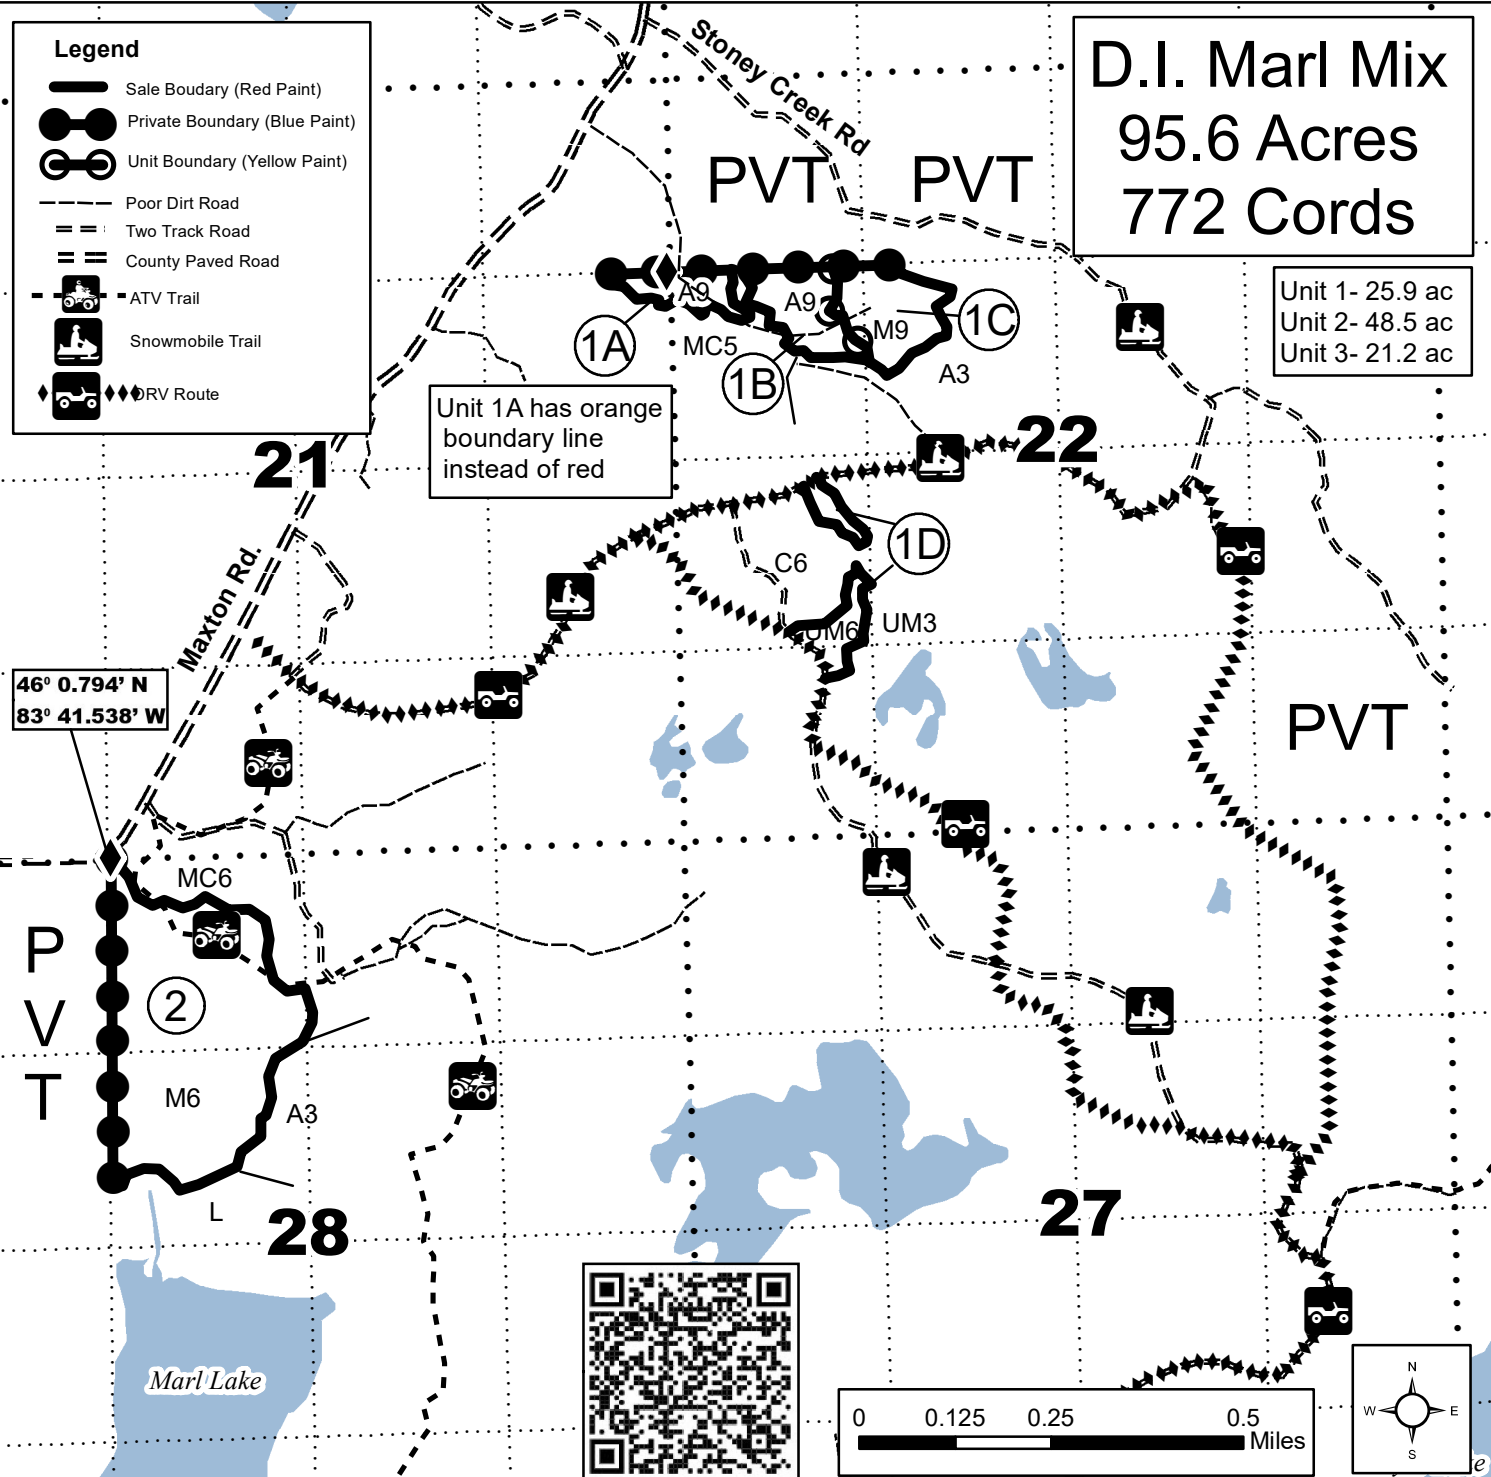 Legend
Sale Boudary (Red Paint)
Private Boundary (Blue Paint)
Unit Boundary (Yellow Paint)
Poor Dirt Road
Two Track Road
County Paved Road
ATV Trail
Snowmobile Trail
ORV Route
D.I. Marl Mix
95.6 Acres
772 Cords
Unit 1- 25.9 ac
Unit 2- 48.5 ac
Unit 3- 21.2 ac
Stoney Creek Rd
PVT
PVT
A9
A9
M9
1A
MC5
1B
1C
A3
Unit 1A has orange
boundary line
instead of red
21
22
1D
C6
UM6
UM3
Maxton Rd.
46⁰ 0.794’ N
83⁰ 41.538’ W
PVT
MC6
P
V
T
2
M6
A3
L
28
27
Marl Lake
0 0.125 0.25 0.5
Miles
N
W E
S